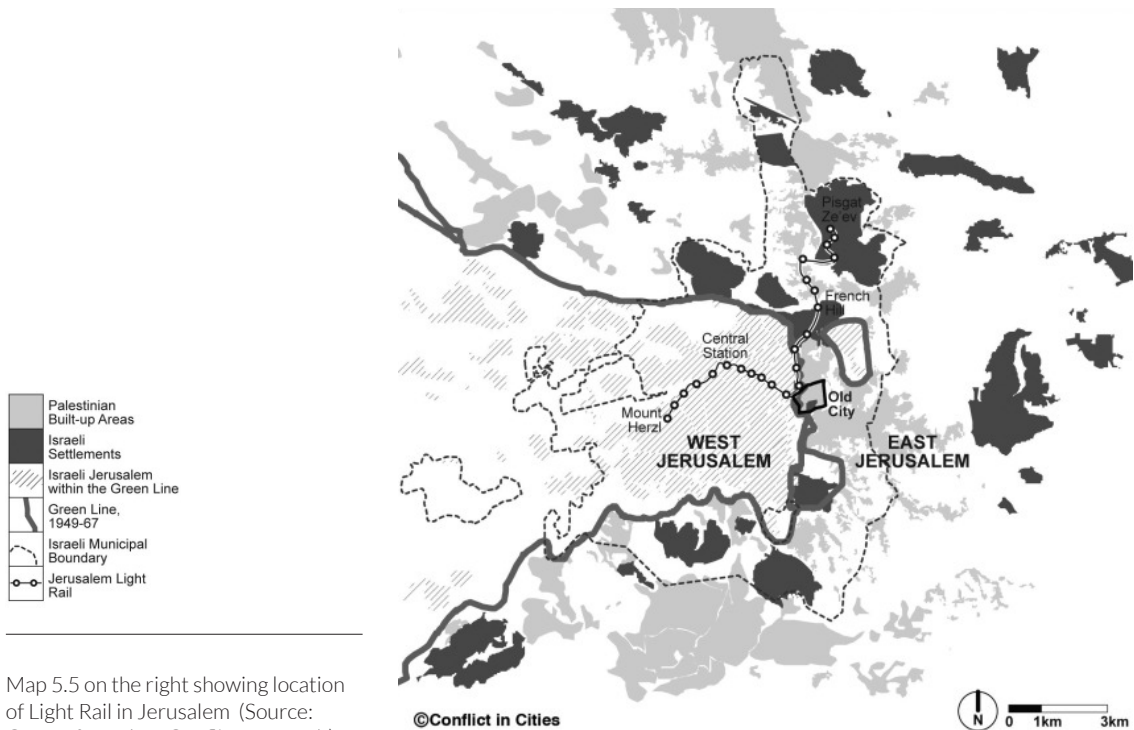 Palestinian
Built-up Areas
Israeli
Settlements
Israeli Jerusalem
within the Green Line
Green Line,
1949-67
Israeli Municipal
Boundary
Jerusalem Light
Rail
Map 5.5 on the right showing location
of Light Rail in Jerusalem (Source:
Pisgat
Ze'ev
French
Hill
Central
Station
Mount
Herzl
Old
City
WEST
JERUSALEM
EAST
JERUSALEM
©Conflict in Cities
N
0 1km 3km